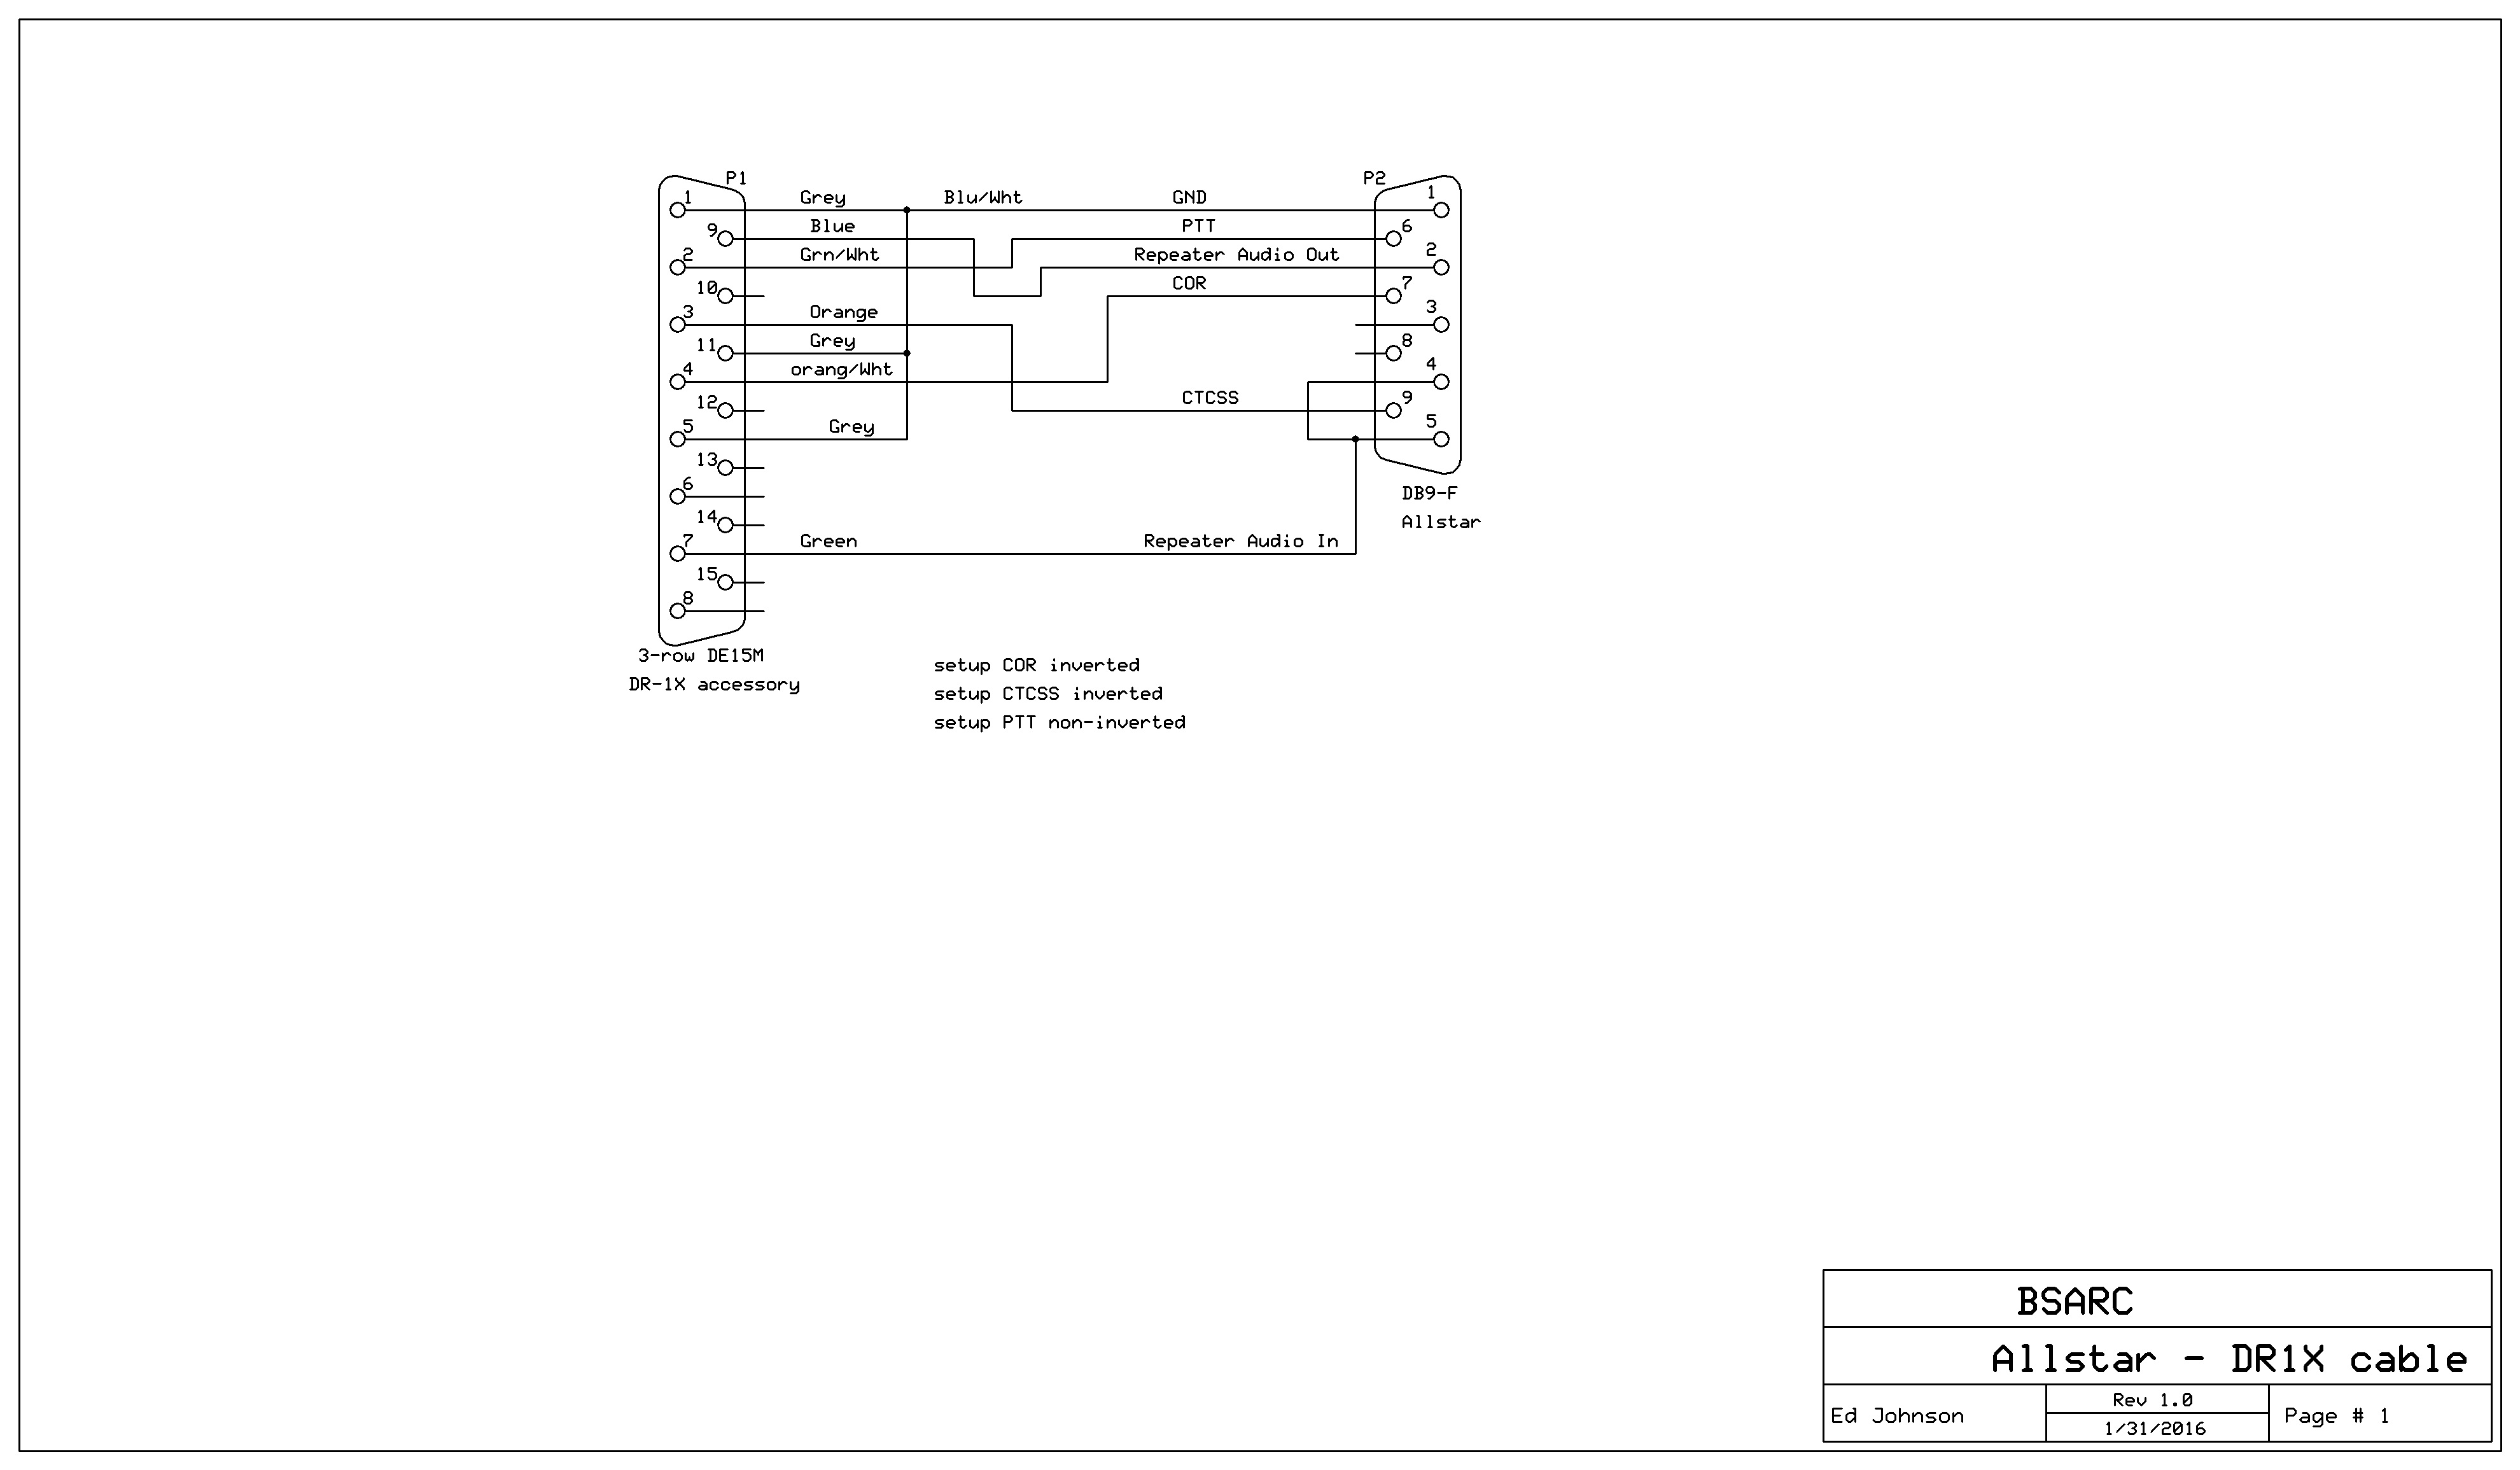 P1
P2
1 Grey Blu/Wht GND 1
9 Blue PTT 6
2 Grn/Wht Repeater Audio Out 2
10 COR 7
3 Orange 3
11 Grey 8
4 orang/Wht 4
12 CTCSS 9
5 Grey 5
13
6
DB9-F
14
Allstar
7 Green Repeater Audio In
15
8
3-row DE15M
DR-1X accessory
setup COR inverted
setup CTCSS inverted
setup PTT non-inverted
BSARC
Allstar - DR1X cable
Ed Johnson
Rev 1.0
1/31/2016
Page # 1